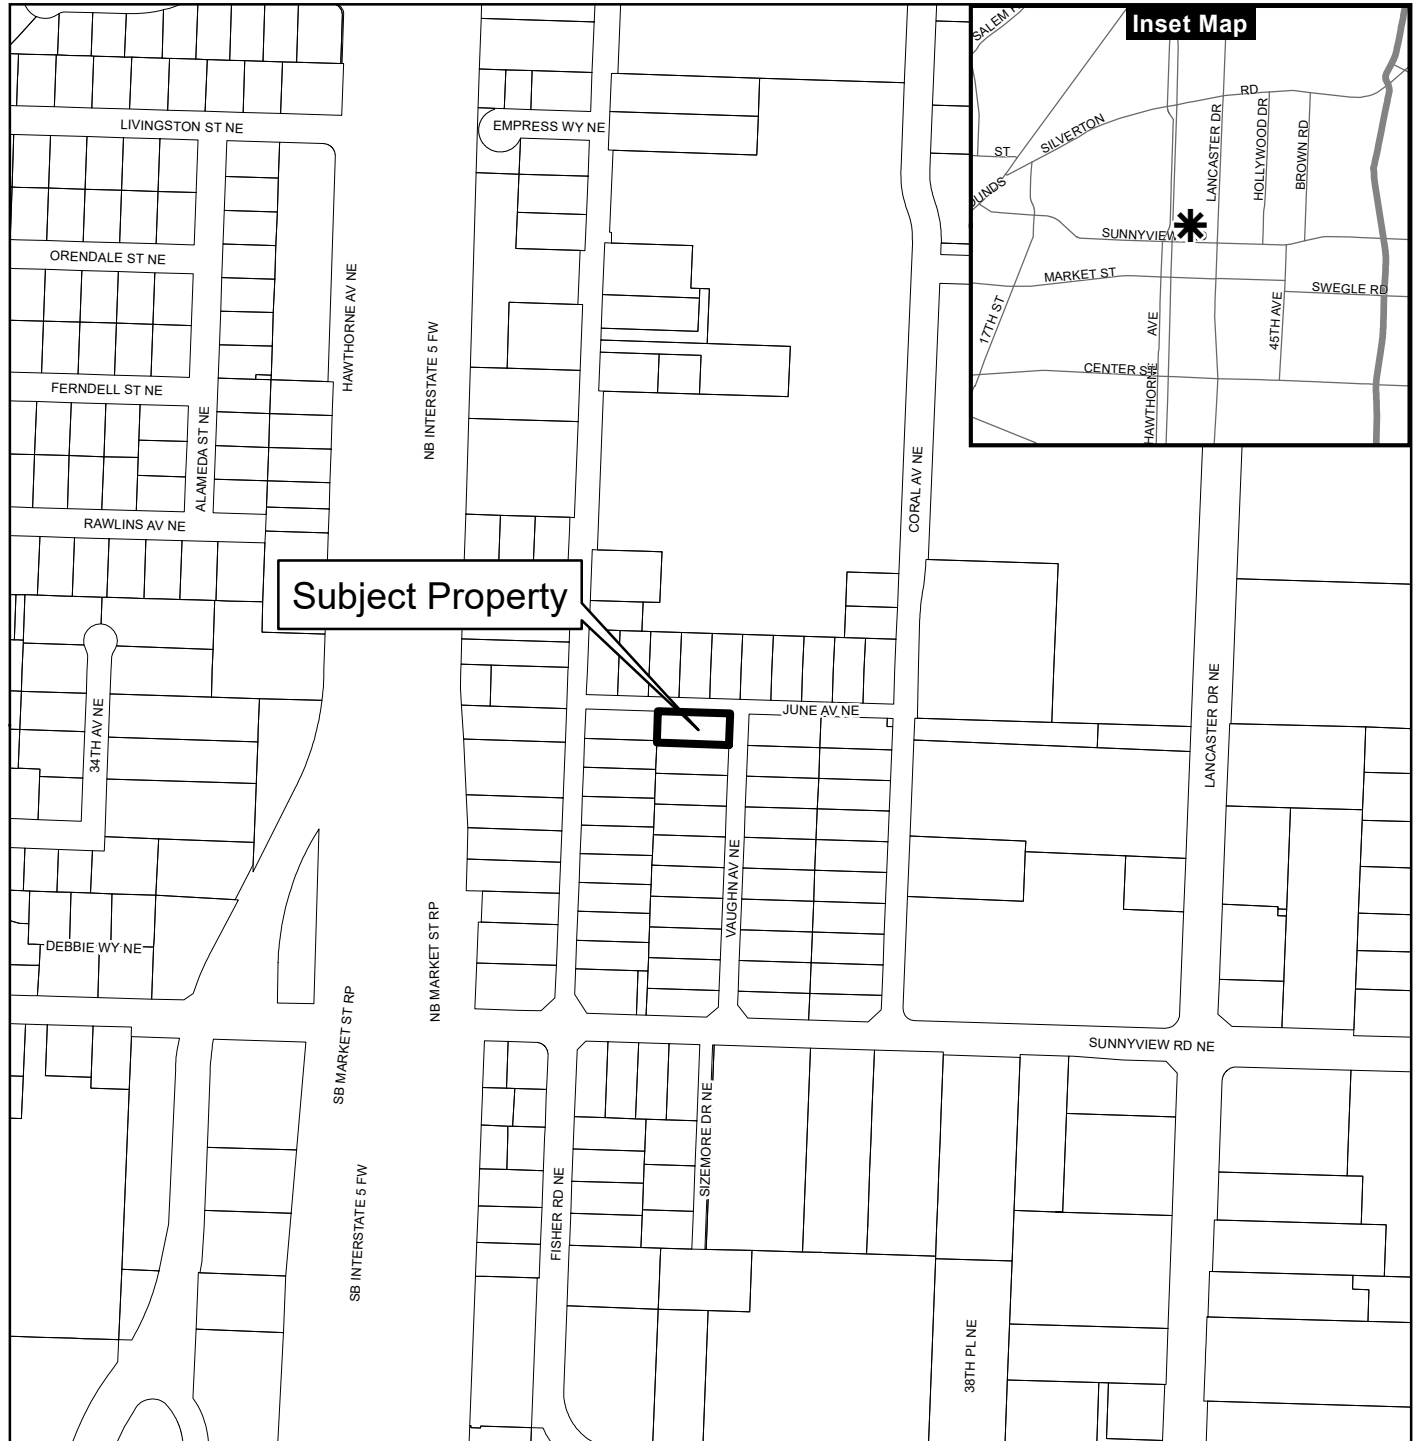 Inset Map
SALEM
RD
SILVERTON
ST
OUNDS
LANCASTER DR
HOLLYWOOD DR
BROWN RD
SUNNYVIEW
MARKET ST
SWEGLE RD
17TH ST
AVE
45TH AVE
CENTER ST
HAWTHORNE
LIVINGSTON ST NE
EMPRESS WY NE
ORENDALE ST NE
HAWTHORNE AV NE
NB INTERSTATE 5 FW
FERNDELL ST NE
ALAMEDA ST NE
RAWLINS AV NE
CORAL AV NE
Subject Property
34TH AV NE
JUNE AV NE
LANCASTER DR NE
VAUGHN AV NE
DEBBIE WY NE
NB MARKET ST RP
SB MARKET ST RP
SUNNYVIEW RD NE
SIZEMORE DR NE
FISHER RD NE
SB INTERSTATE 5 FW
38TH PL NE